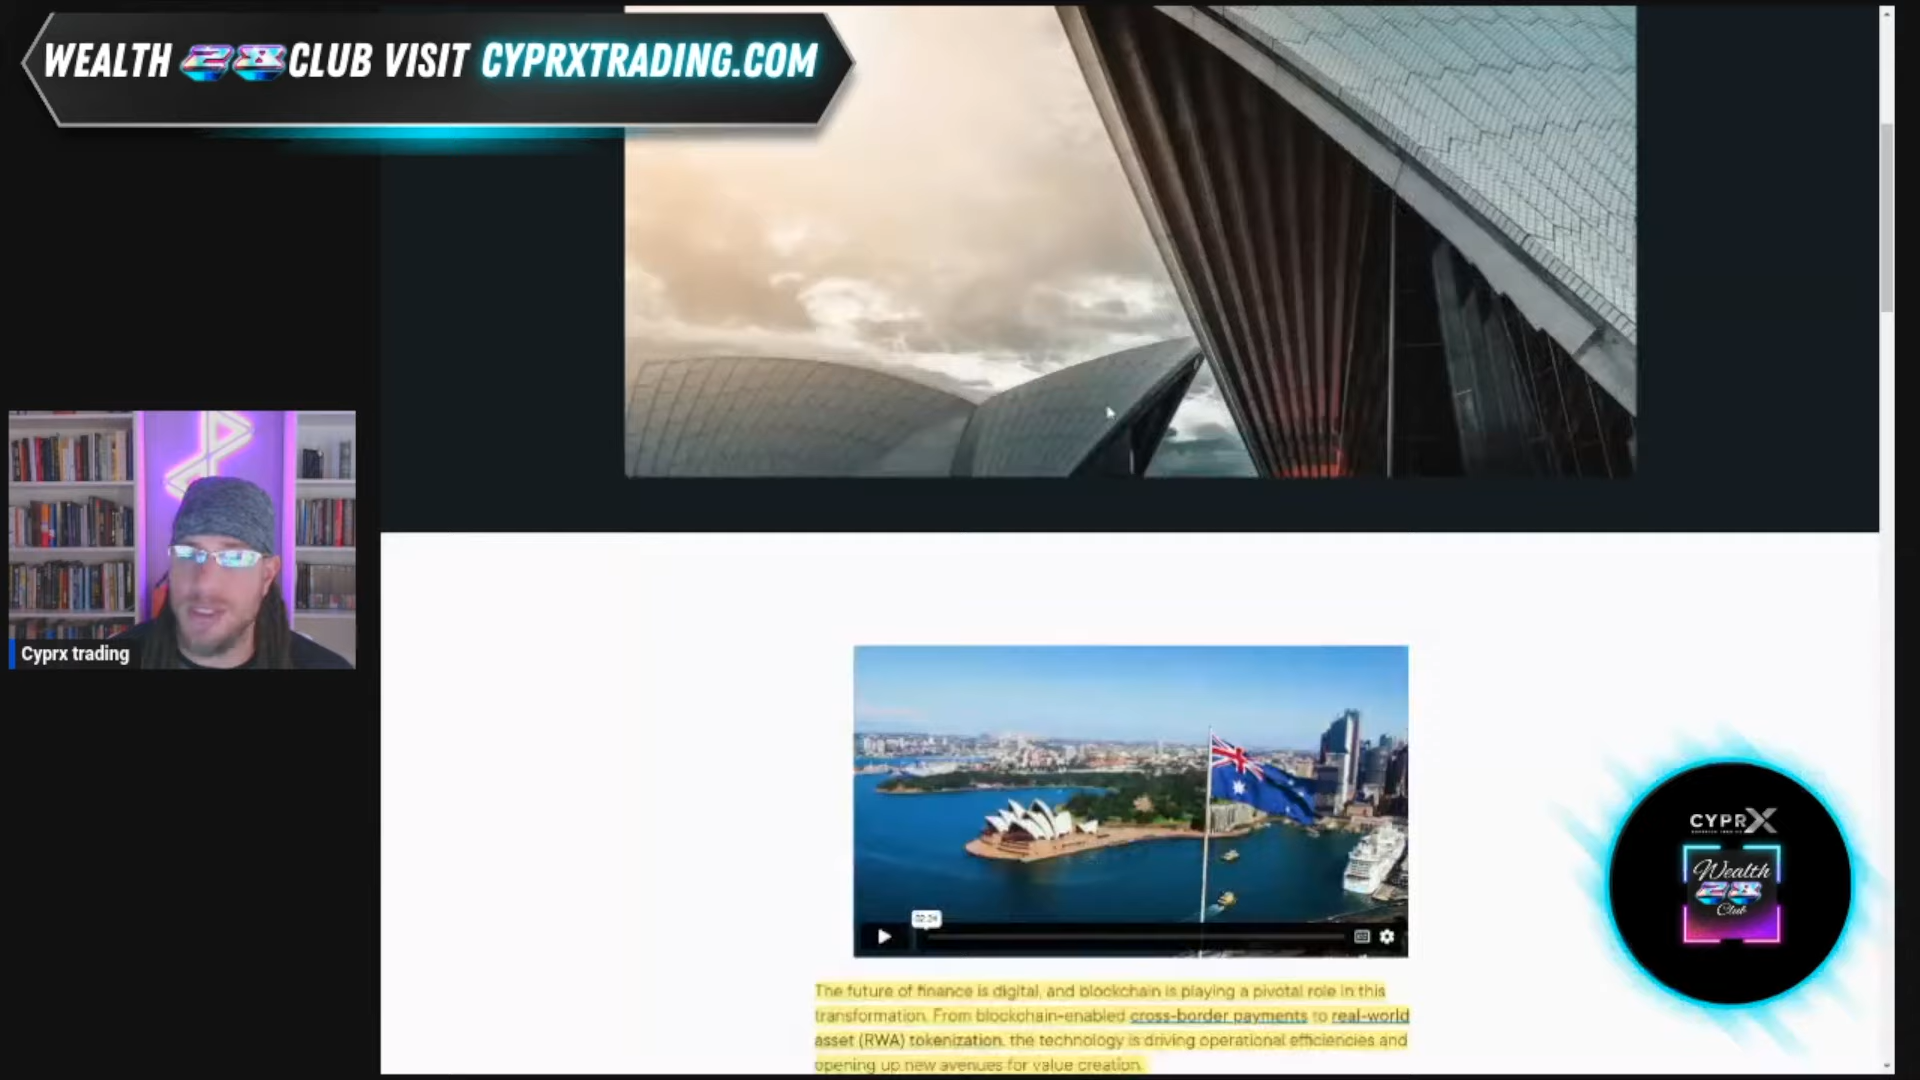 WEALTH 28 CLUB VISIT CYPRXTRADING.COM
Cyprx trading
02:24
The future of finance is digital, and blockchain is playing a pivotal role in this
transformation. From blockchain-enabled cross-border payments to real-world
asset (RWA) tokenization, the technology is driving operational efficiencies and
opening up new avenues for value creation.
CYPRX
Wealth
28
Club